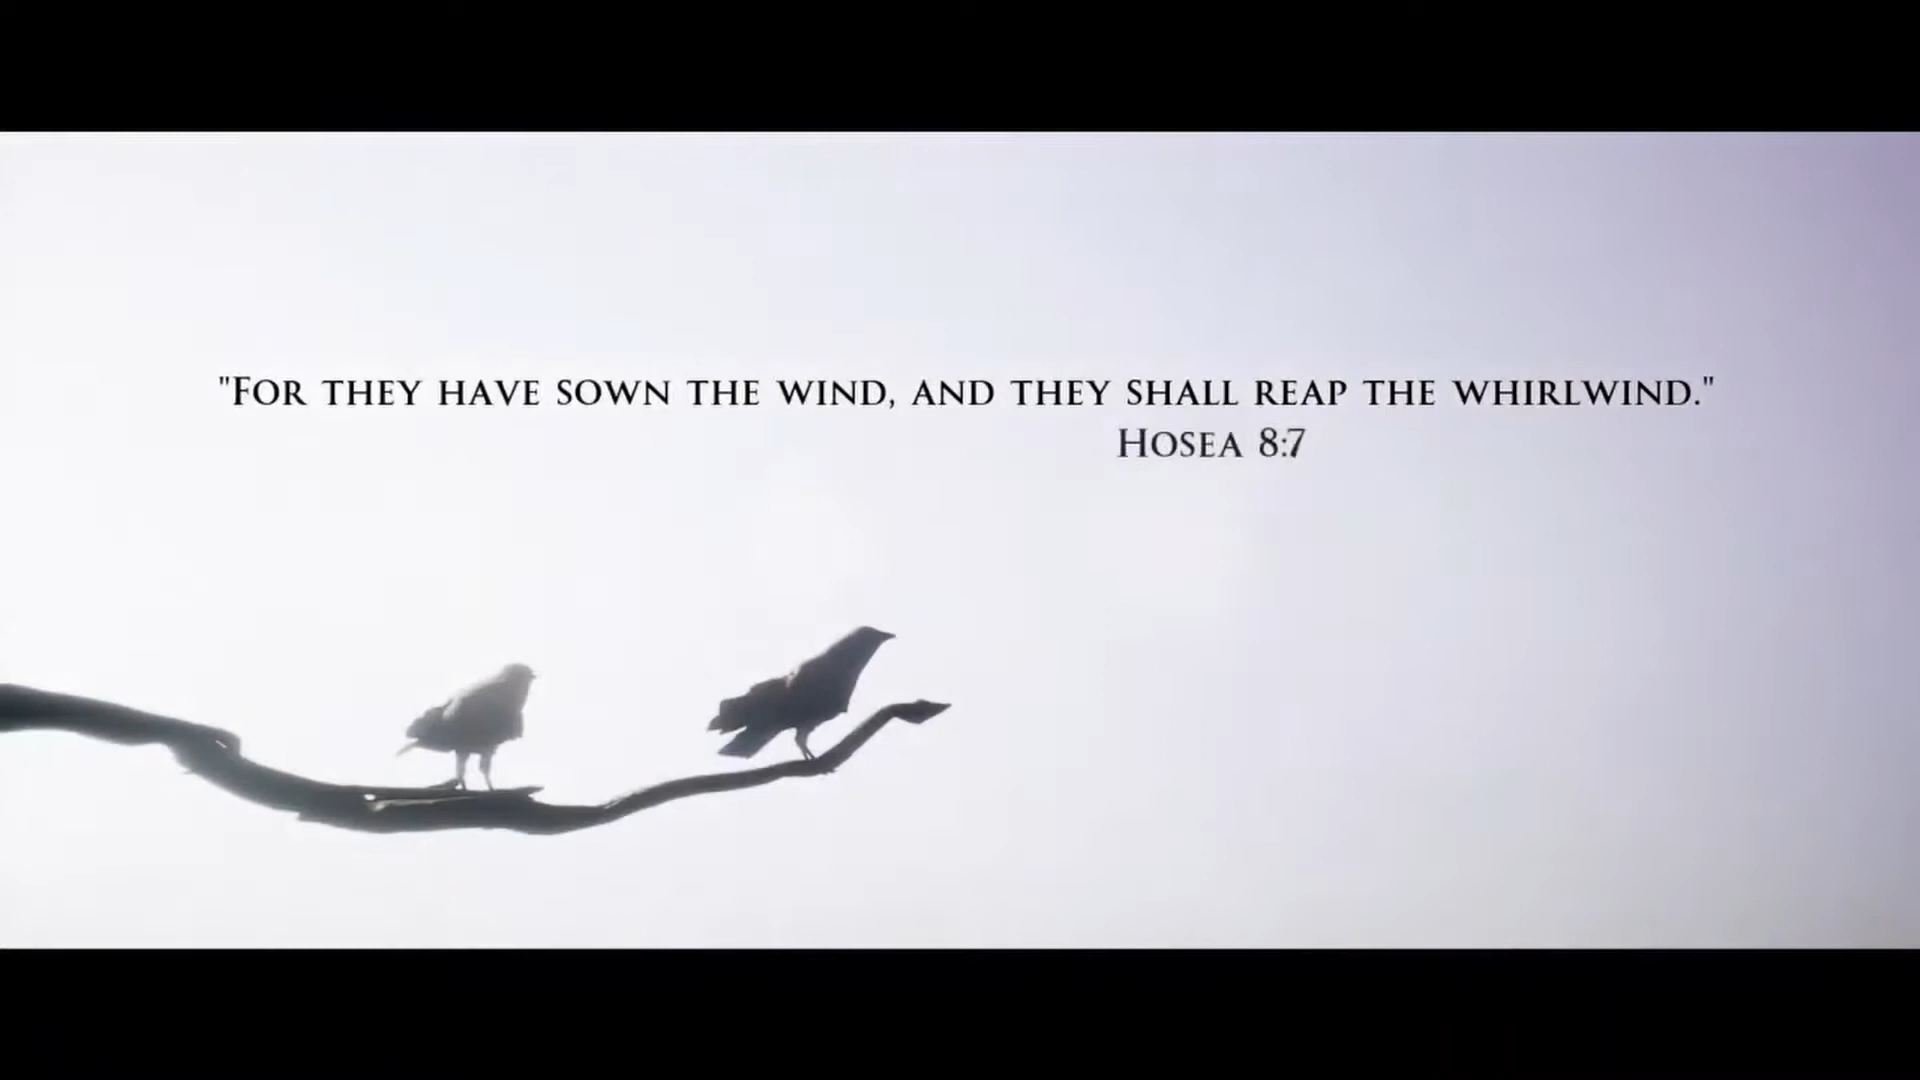 "For they have sown the wind, and they shall reap the whirlwind."
Hosea 8:7